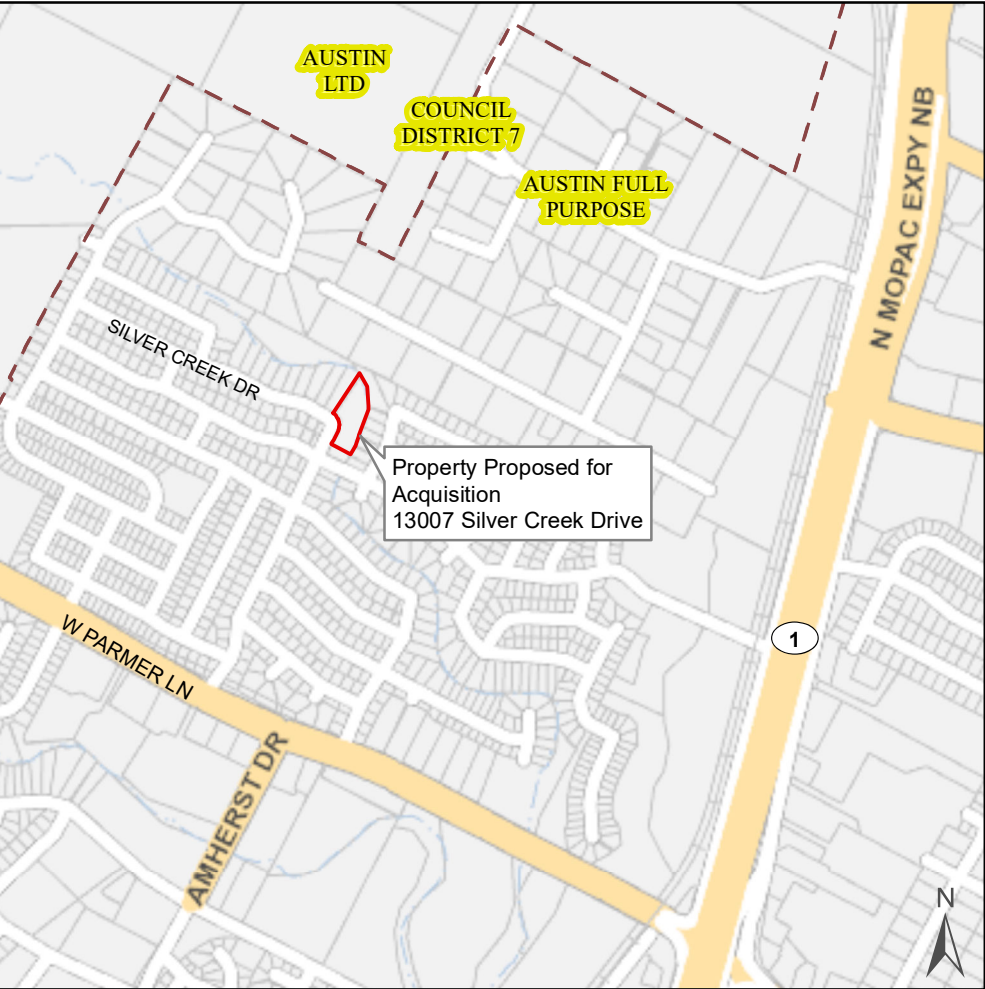 AUSTIN
LTD
COUNCIL
DISTRICT 7
AUSTIN FULL
PURPOSE
N MOPAC EXPY NB
SILVER CREEK DR
Property Proposed for
Acquisition
13007 Silver Creek Drive
1
W PARMER LN
AMHERST DR
N